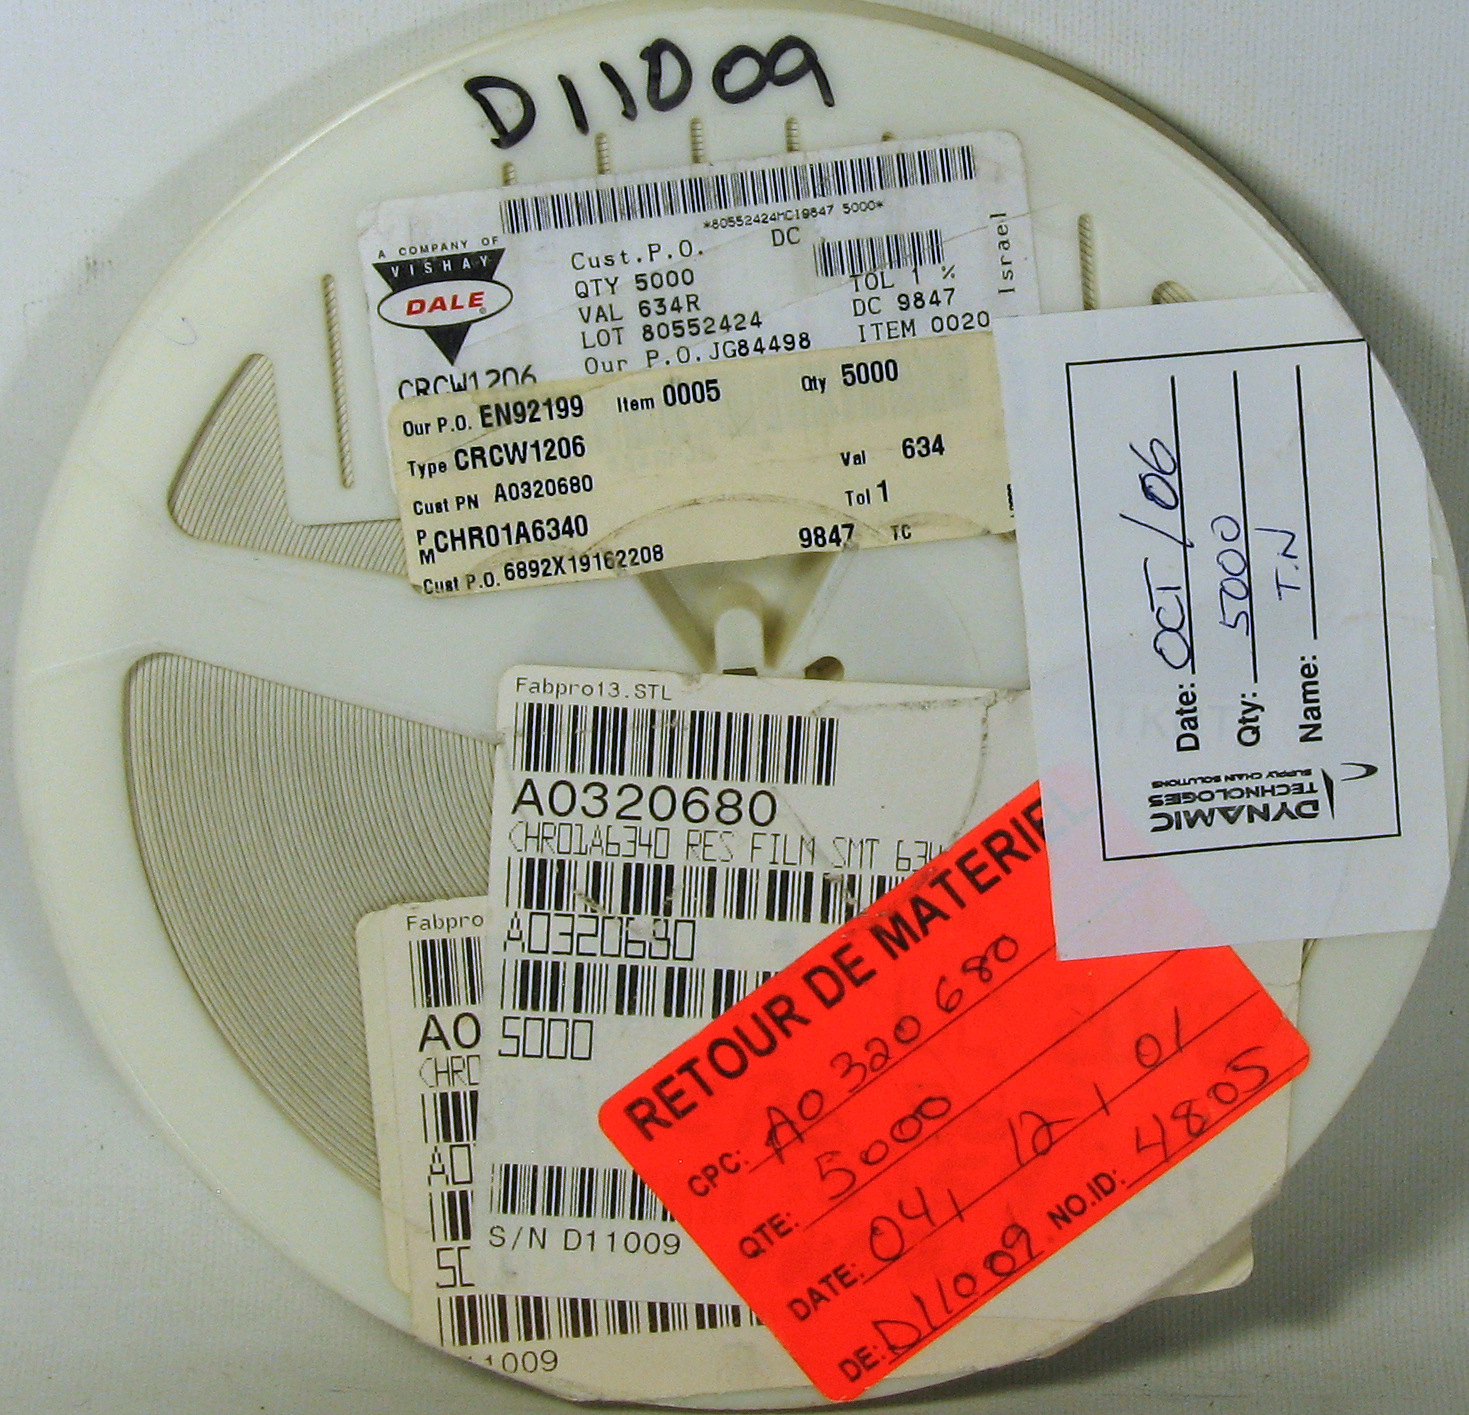 D11009
*80552424MCI9847 5000*
A COMPANY OF
VISHAY
DALE
Cust.P.O.
DC
QTY 5000
TOL 1 %
VAL 634R
DC 9847
LOT 80552424
ITEM 0020
Our P.O.JG84498
Israel
CRCW1206
Our P.O. EN92199 Item 0005 Qty 5000
Type CRCW1206 Val 634
Cust PN A0320680 Tol 1
PM CHR01A6340 9847 TC
Cust P.O. 6892X19162208
Date: OCT/06
Qty: 5000
Name: T.N
DYNAMIC
TECHNOLOGIES
SUPPLY CHAIN SOLUTIONS
Fabpro13.STL
A0320680
CHR01A6340 RES FILM SMT 634
A0320680
5000
S/N D11009
Fabpro
A0
CHR0
A0
1009
RETOUR DE MATERIEL
CPC: A0320680
QTE: 5000
DATE: 04, 12, 01
DE: D11009 NO.ID: 4805